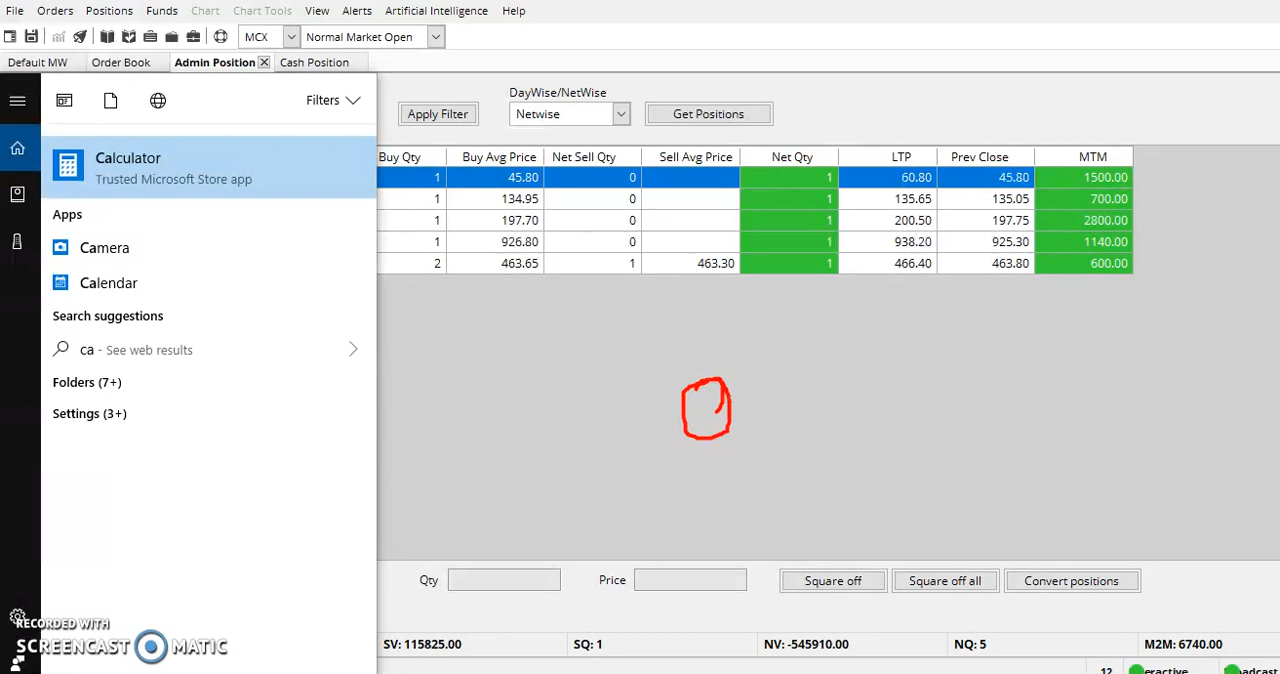 File Orders Positions Funds Chart Chart Tools View Alerts Artificial Intelligence Help
MCX Normal Market Open
Default MW Order Book Admin Position Cash Position
Filters
DayWise/NetWise
Apply Filter Netwise Get Positions
Calculator
Trusted Microsoft Store app
Apps
Camera
Calendar
Search suggestions
ca - See web results
Folders (7+)
Settings (3+)
Buy Qty Buy Avg Price Net Sell Qty Sell Avg Price Net Qty LTP Prev Close MTM
1 45.80 0 1 60.80 45.80 1500.00
1 134.95 0 1 135.65 135.05 700.00
1 197.70 0 1 200.50 197.75 2800.00
1 926.80 0 1 938.20 925.30 1140.00
2 463.65 1 463.30 1 466.40 463.80 600.00
Qty Price Square off Square off all Convert positions
SV: 115825.00 SQ: 1 NV: -545910.00 NQ: 5 M2M: 6740.00
12
RECORDED WITH
SCREENCAST MATIC